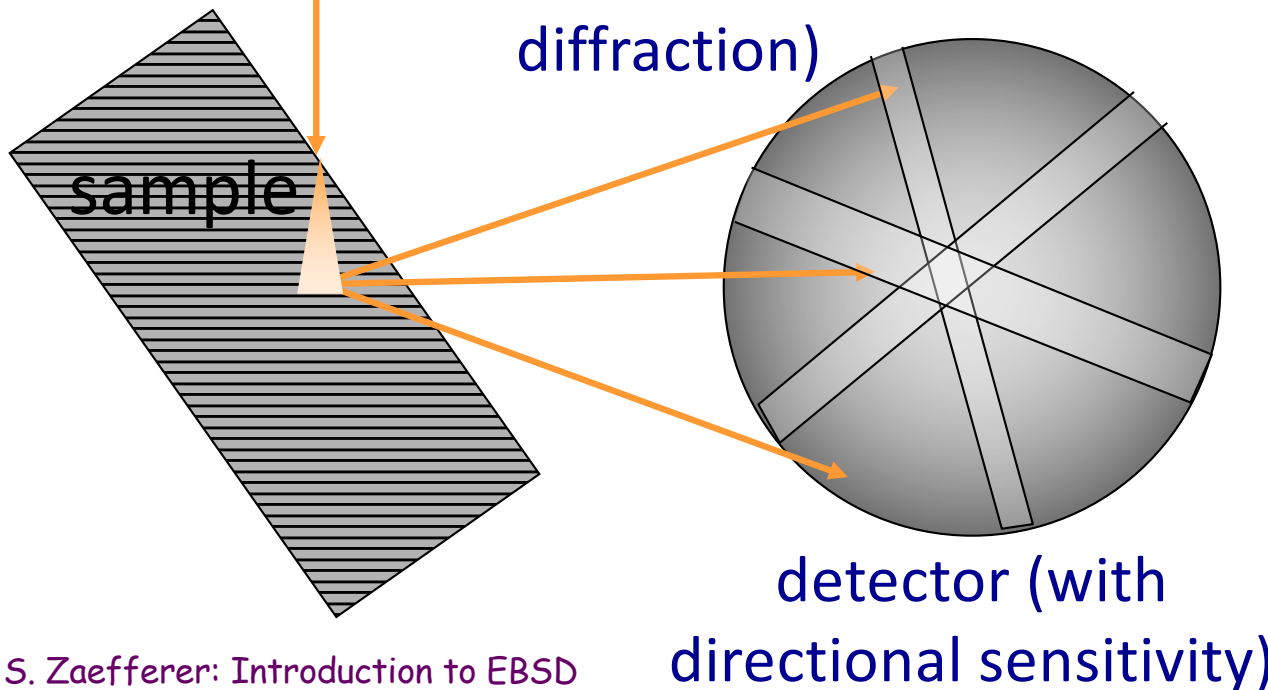 diffraction)
sample
detector (with
directional sensitivity)
S. Zaefferer: Introduction to EBSD